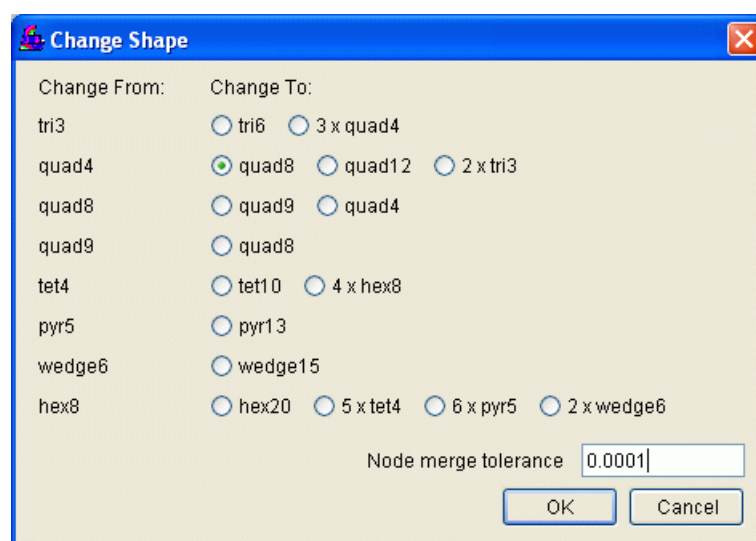 Change Shape
Change From: Change To:
tri3 tri6 3 x quad4
quad4 quad8 quad12 2 x tri3
quad8 quad9 quad4
quad9 quad8
tet4 tet10 4 x hex8
pyr5 pyr13
wedge6 wedge15
hex8 hex20 5 x tet4 6 x pyr5 2 x wedge6
Node merge tolerance 0.0001
OK Cancel